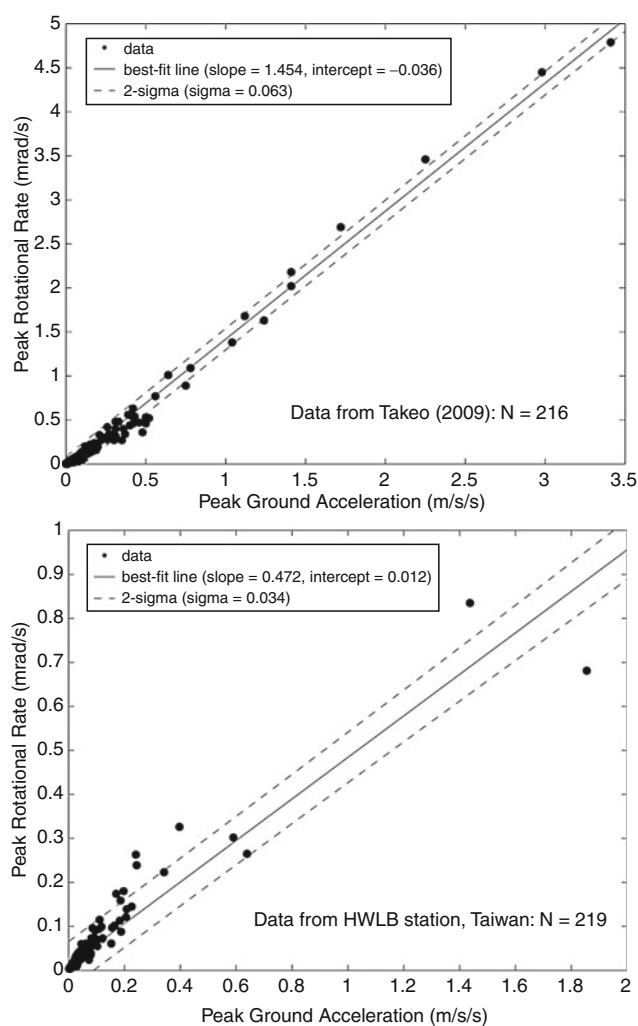 5
4.5
4
3.5
3
2.5
2
1.5
1
0.5
0
Peak Rotational Rate (mrad/s)
data
best-fit line (slope = 1.454, intercept = –0.036)
2-sigma (sigma = 0.063)
Data from Takeo (2009): N = 216
0 0.5 1 1.5 2 2.5 3 3.5
Peak Ground Acceleration (m/s/s)
1
0.9
0.8
0.7
0.6
0.5
0.4
0.3
0.2
0.1
0
Peak Rotational Rate (mrad/s)
data
best-fit line (slope = 0.472, intercept = 0.012)
2-sigma (sigma = 0.034)
Data from HWLB station, Taiwan: N = 219
0.2 0.4 0.6 0.8 1 1.2 1.4 1.6 1.8 2
Peak Ground Acceleration (m/s/s)